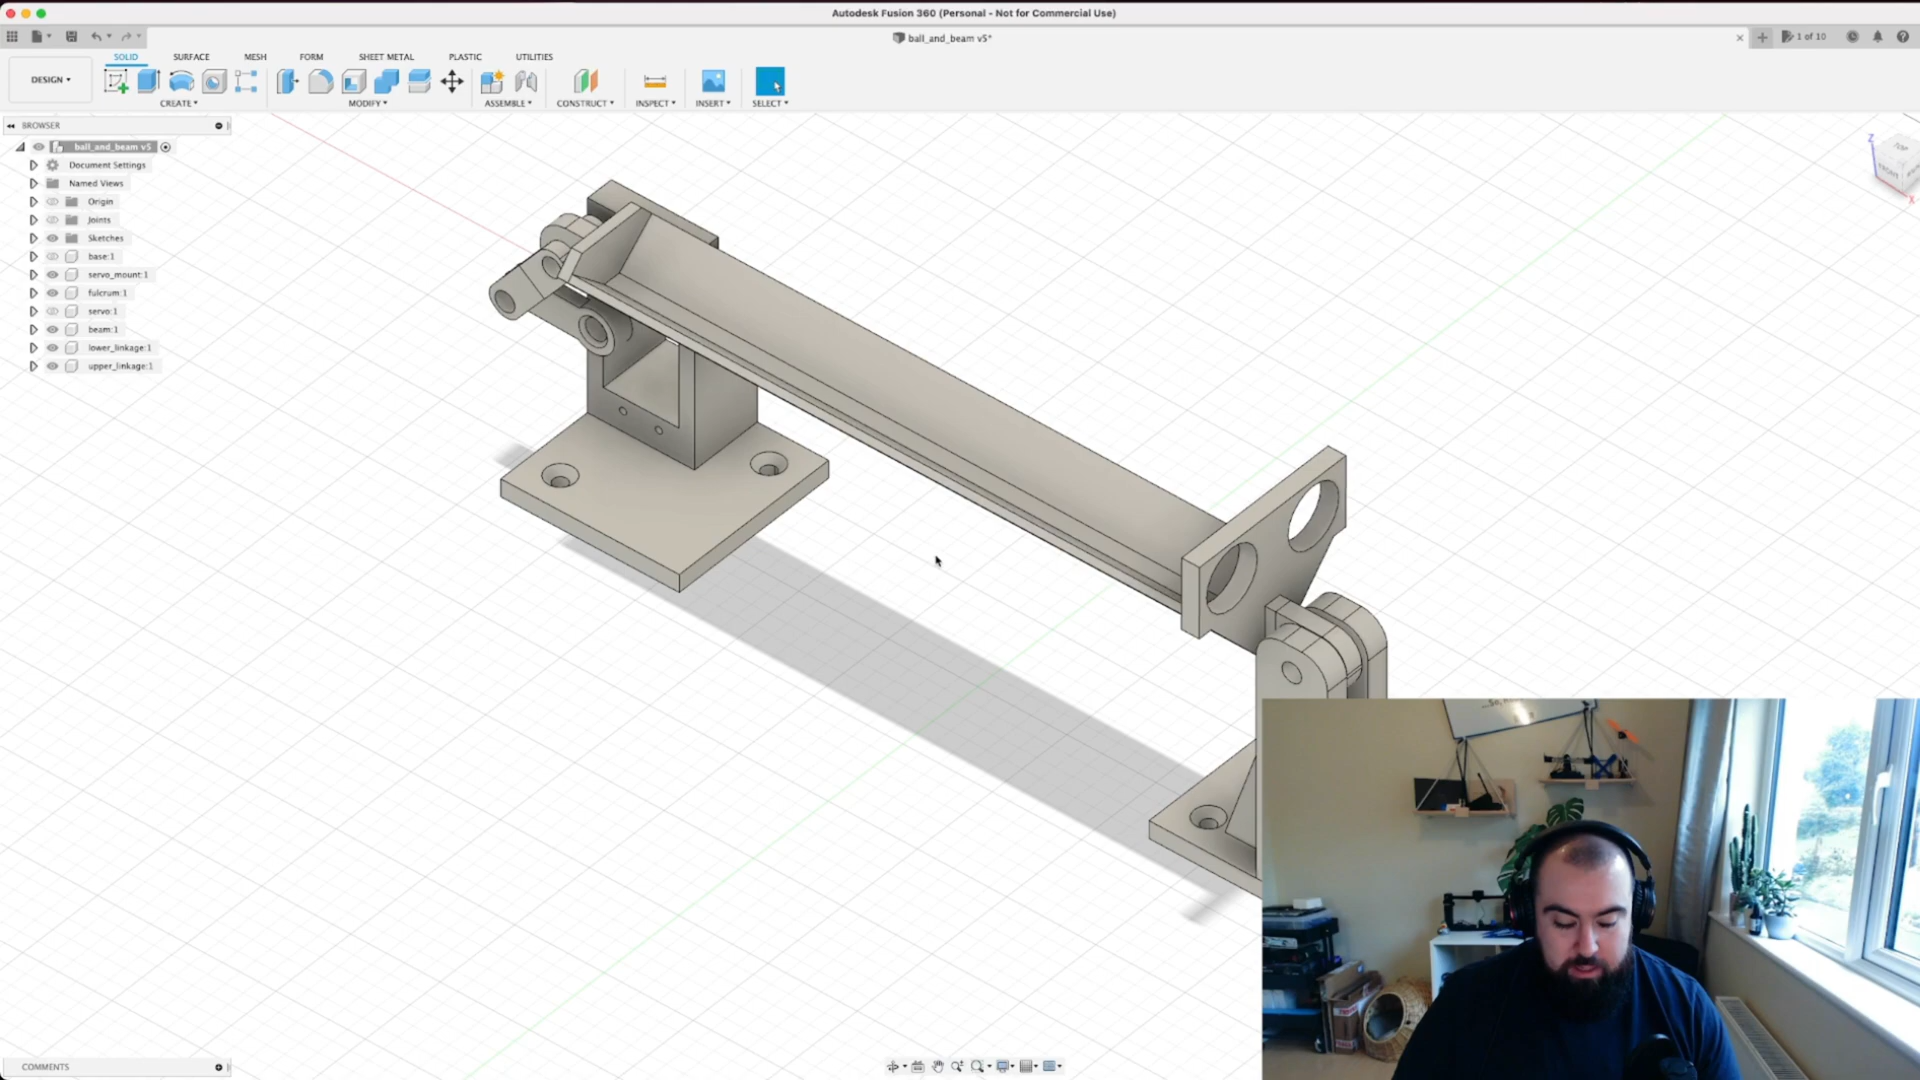 Autodesk Fusion 360 (Personal - Not for Commercial Use)
ball_and_beam v5*
1 of 10
DESIGN
SOLID
SURFACE
MESH
FORM
SHEET METAL
PLASTIC
UTILITIES
CREATE
MODIFY
ASSEMBLE
CONSTRUCT
INSPECT
INSERT
SELECT
BROWSER
ball_and_beam v5
Document Settings
Named Views
Origin
Joints
Sketches
base:1
servo_mount:1
fulcrum:1
servo:1
beam:1
lower_linkage:1
upper_linkage:1
Z
TOP
FRONT
X
COMMENTS